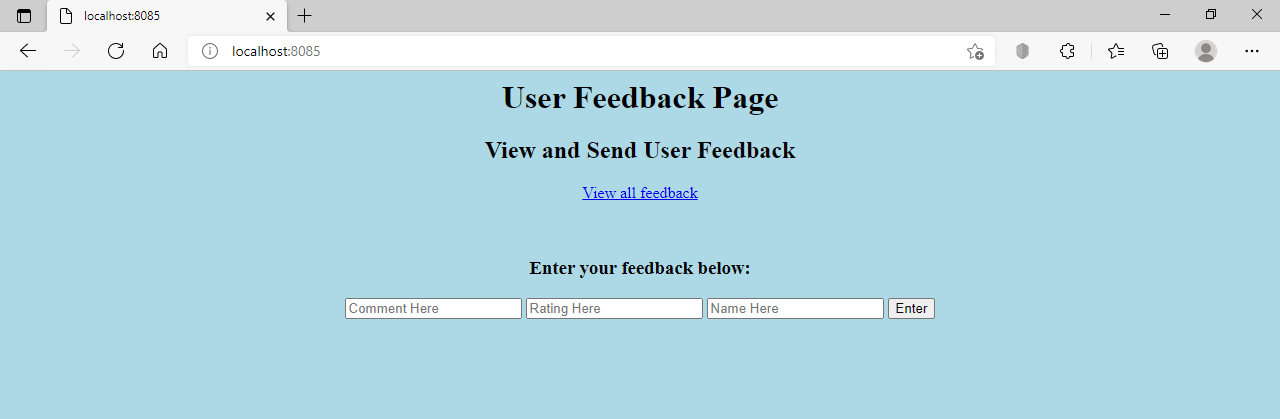 localhost:8085
localhost:8085
User Feedback Page
View and Send User Feedback
View all feedback
Enter your feedback below:
Comment Here Rating Here Name Here Enter